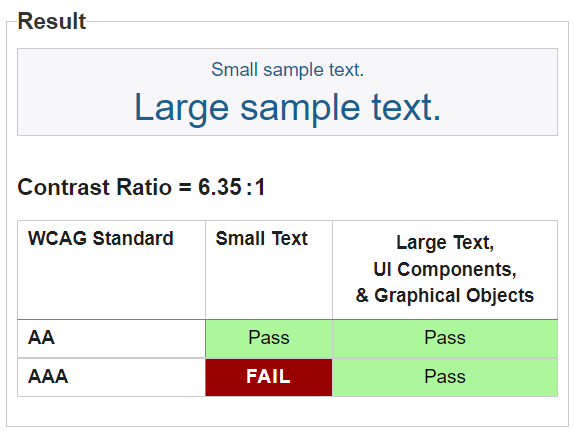 Result
Small sample text.
Large sample text.
Contrast Ratio = 6.35:1
WCAG Standard
Small Text
Large Text,
UI Components,
& Graphical Objects
AA
Pass
Pass
AAA
FAIL
Pass